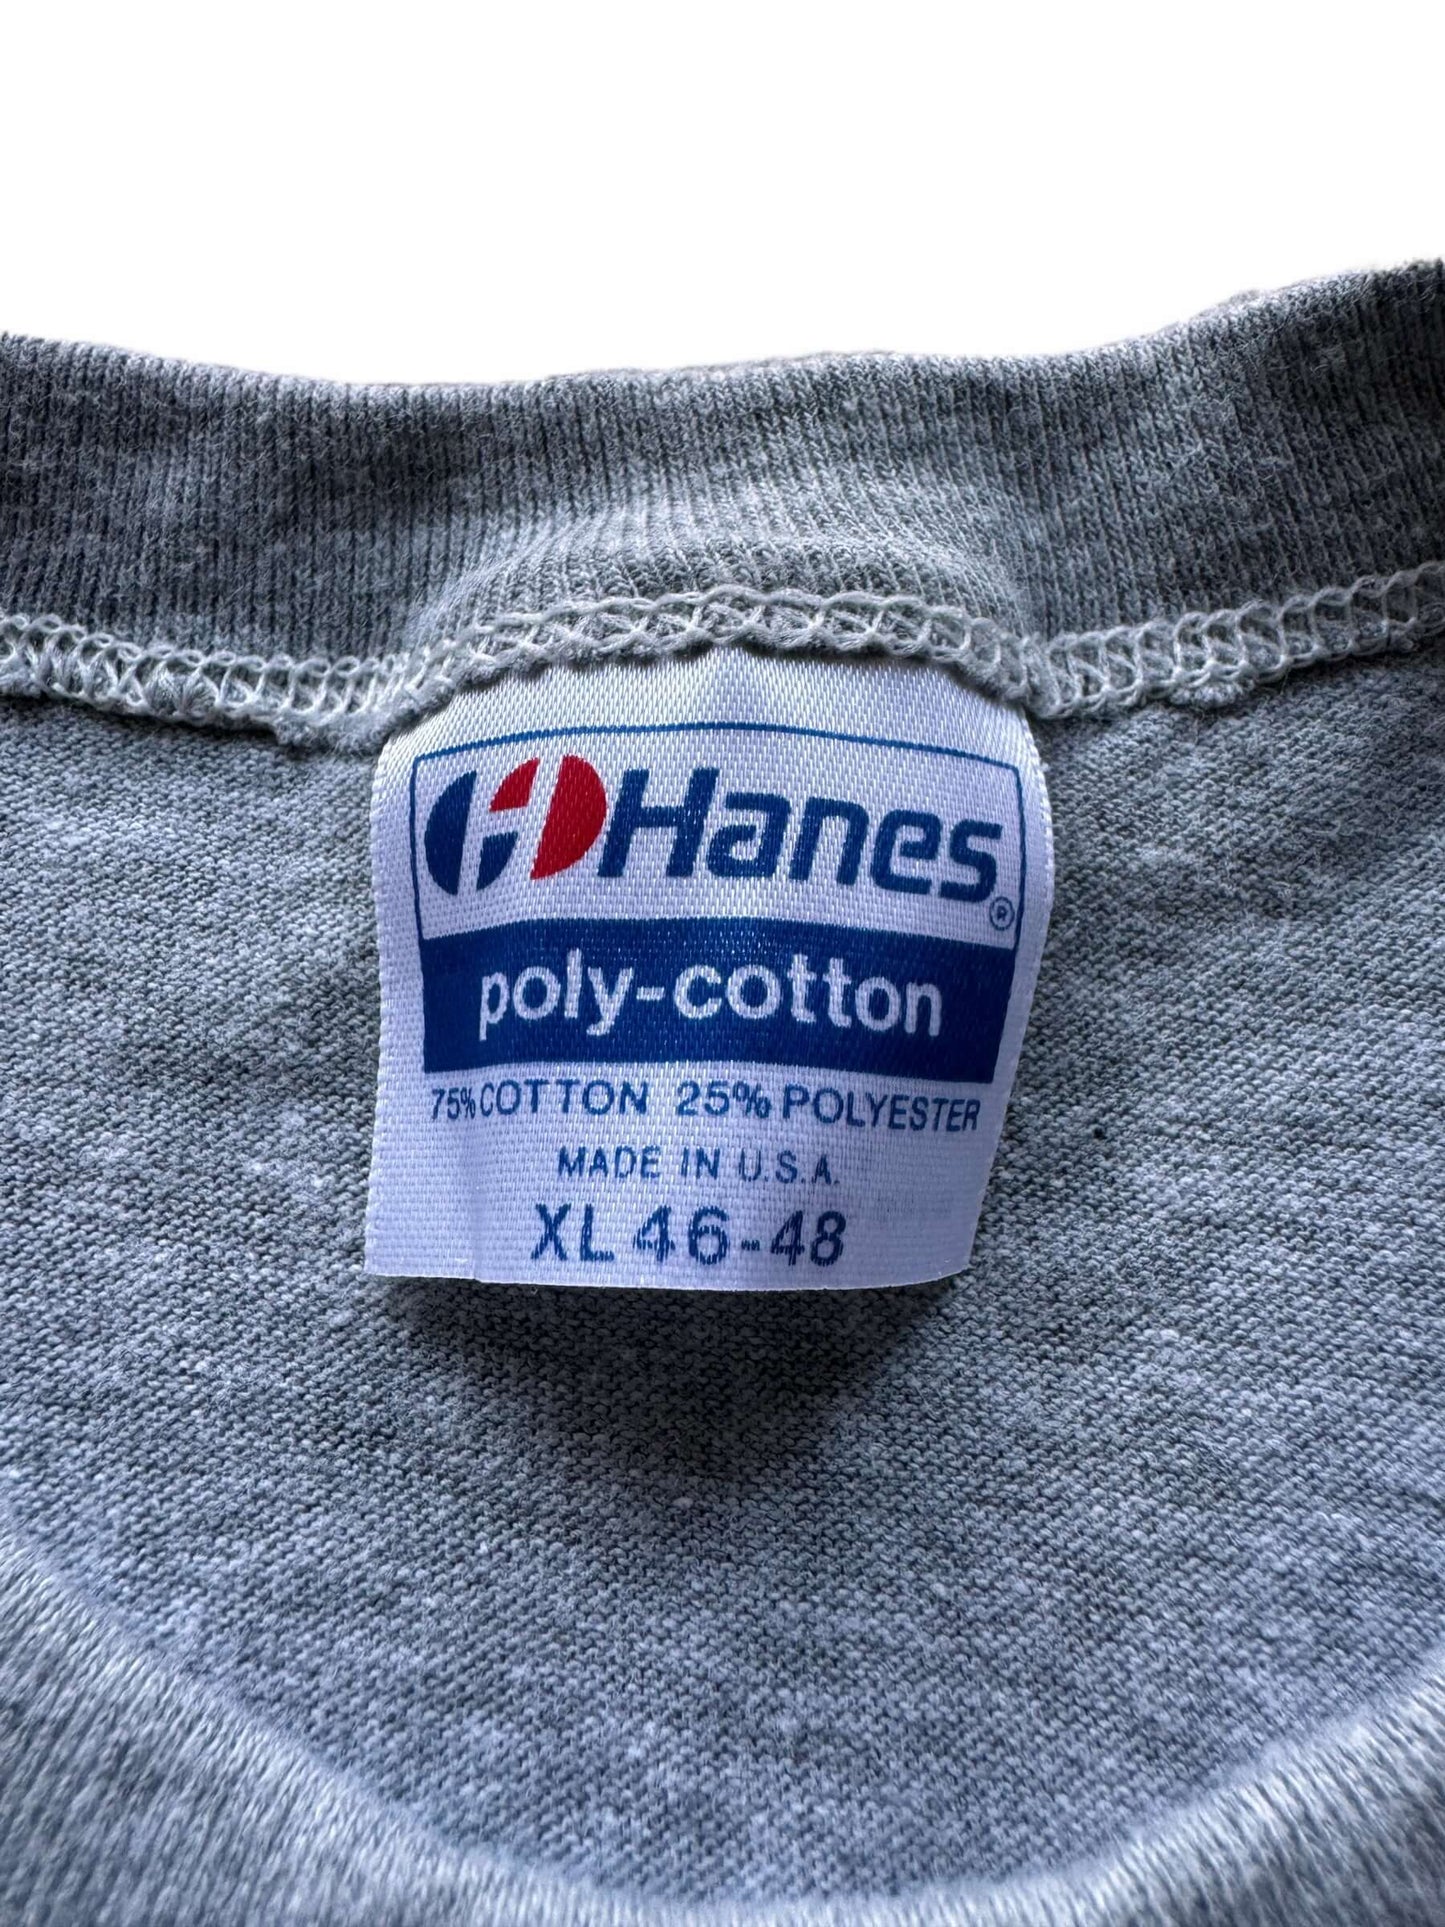 Hanes®
poly-cotton
75% COTTON 25% POLYESTER
MADE IN U.S.A.
XL 46-48